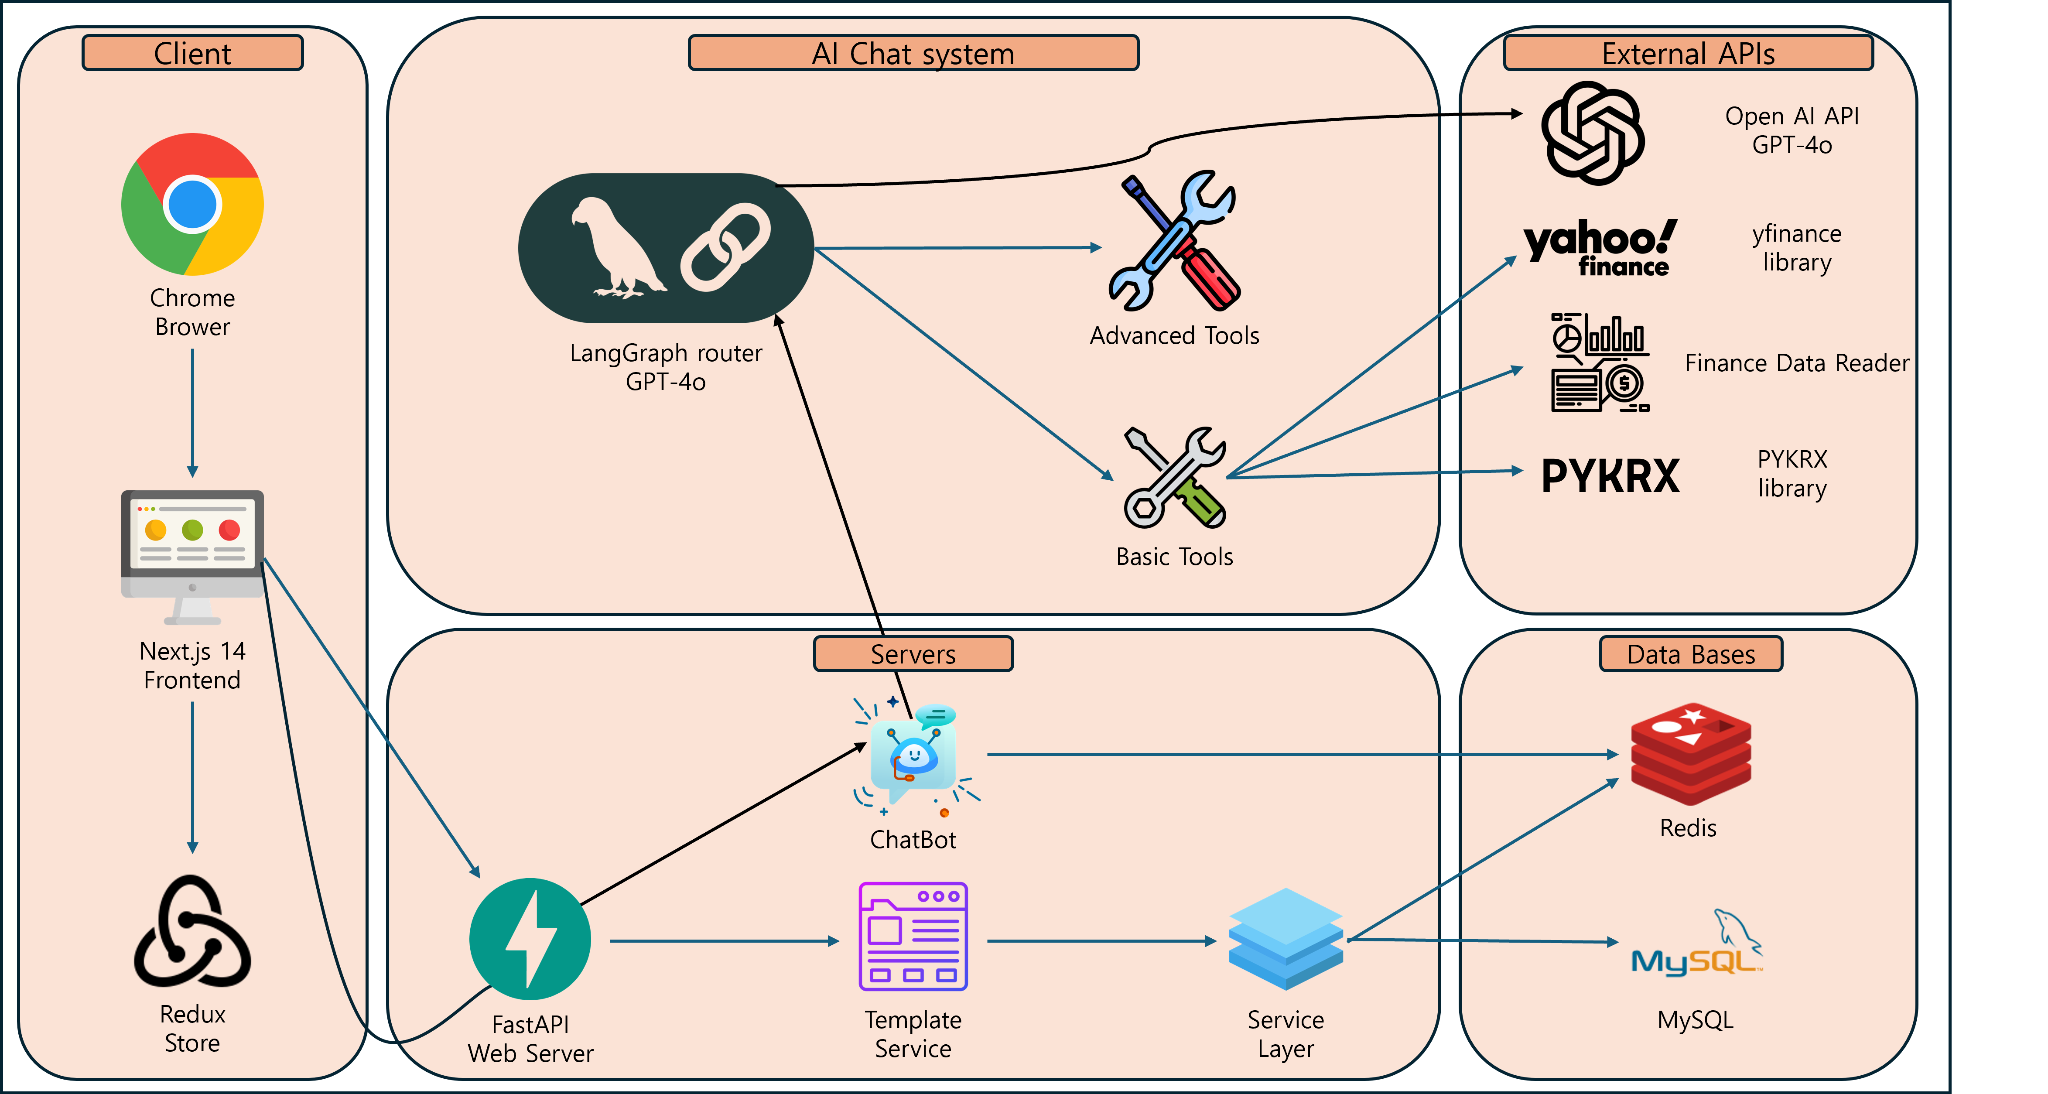 Client
Chrome
Brower
Next.js 14
Frontend
Redux
Store
AI Chat system
LangGraph router
GPT-4o
Advanced Tools
Basic Tools
External APIs
Open AI API
GPT-4o
yahoo!
finance
yfinance
library
Finance Data Reader
PYKRX
PYKRX
library
Servers
ChatBot
FastAPI
Web Server
Template
Service
Service
Layer
Data Bases
Redis
MySQL
MySQL